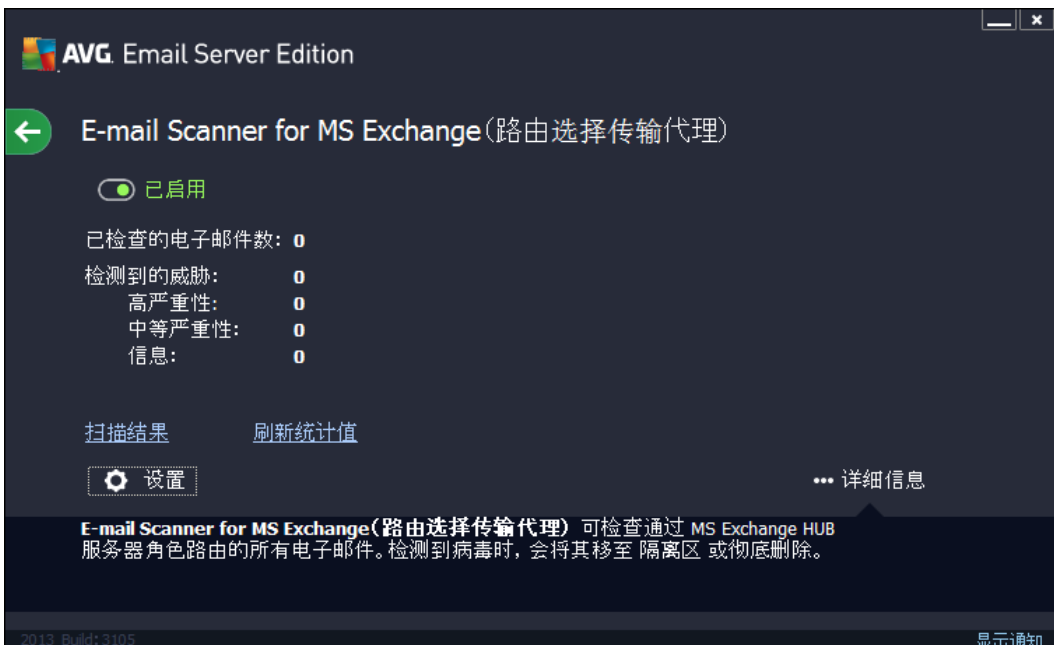 AVG. Email Server Edition
E-mail Scanner for MS Exchange(路由选择传输代理)
已启用
已检查的电子邮件数: 0
检测到的威胁: 0
高严重性: 0
中等严重性: 0
信息: 0
扫描结果 刷新统计值
设置 ••• 详细信息
E-mail Scanner for MS Exchange(路由选择传输代理) 可检查通过 MS Exchange HUB
服务器角色路由的所有电子邮件。检测到病毒时, 会将其移至 隔离区 或彻底删除。
2013 Build: 3105 显示通知